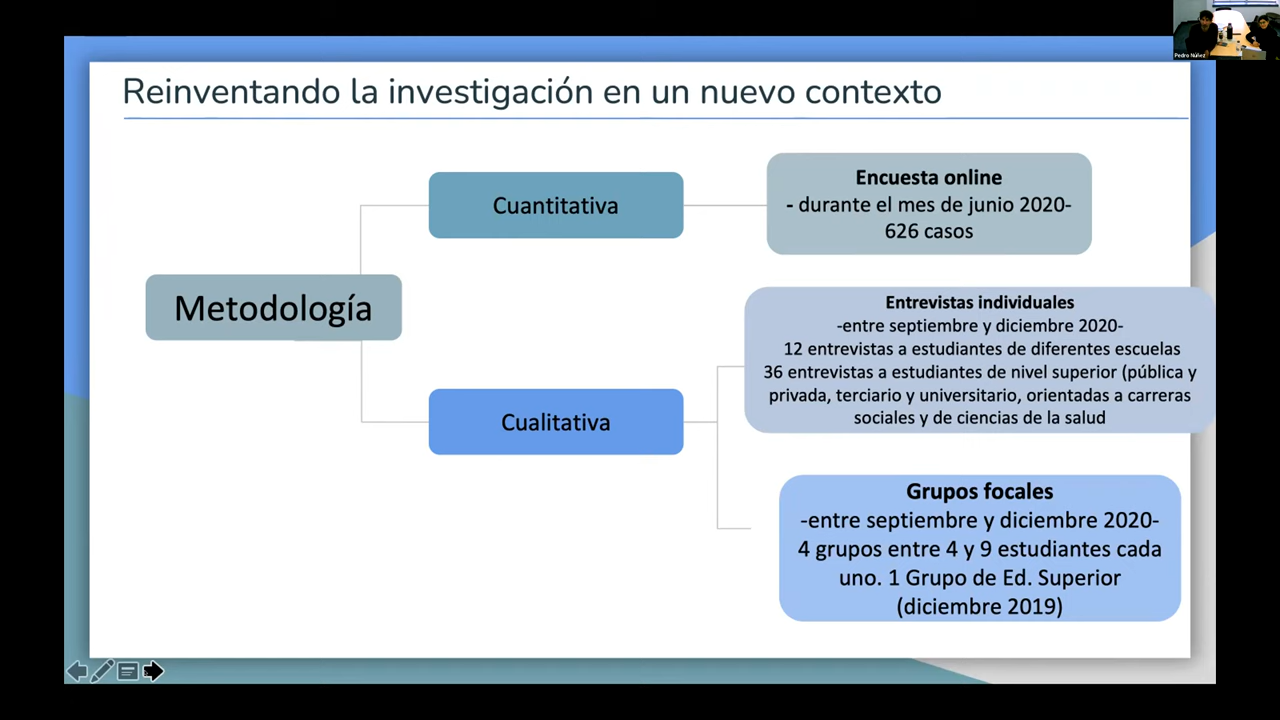 Reinventando la investigación en un nuevo contexto
Metodología
Cuantitativa
Encuesta online
- durante el mes de junio 2020-
626 casos
Cualitativa
Entrevistas individuales
-entre septiembre y diciembre 2020-
12 entrevistas a estudiantes de diferentes escuelas
36 entrevistas a estudiantes de nivel superior (pública y
privada, terciario y universitario, orientadas a carreras
sociales y de ciencias de la salud
Grupos focales
-entre septiembre y diciembre 2020-
4 grupos entre 4 y 9 estudiantes cada
uno. 1 Grupo de Ed. Superior
(diciembre 2019)
Pedro Núñez